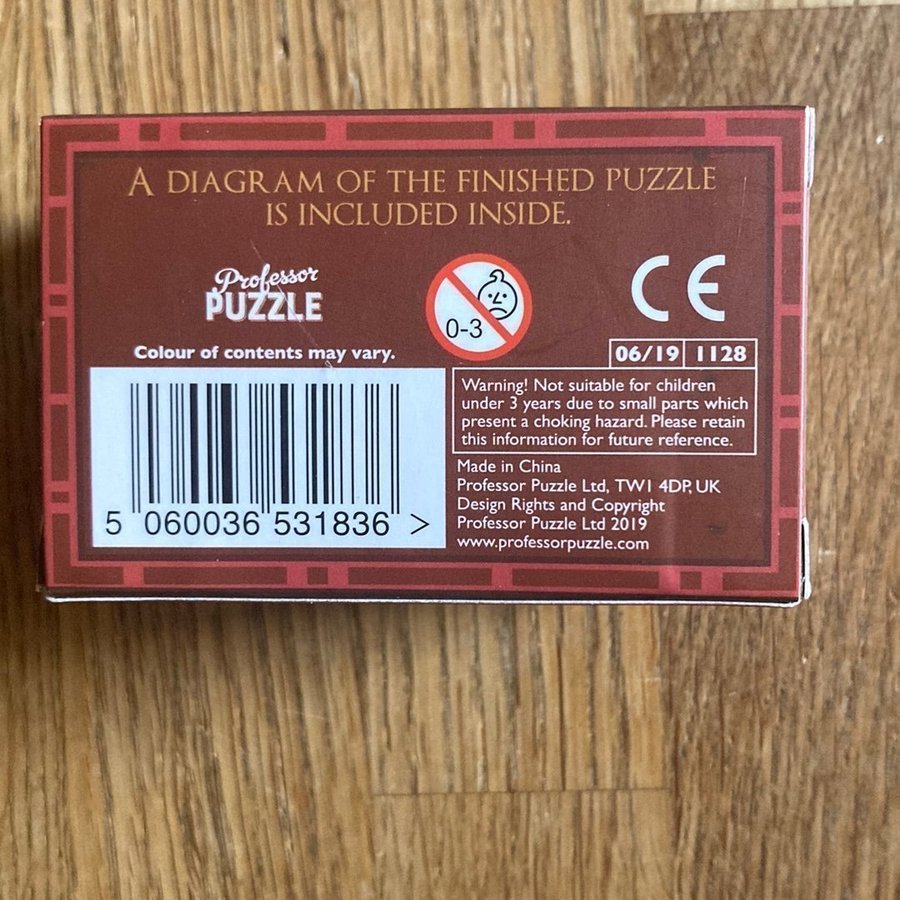 A DIAGRAM OF THE FINISHED PUZZLE
IS INCLUDED INSIDE.
Professor
PUZZLE
0-3
CE
Colour of contents may vary.
06/19 1128
Warning! Not suitable for children
under 3 years due to small parts which
present a choking hazard. Please retain
this information for future reference.
Made in China
Professor Puzzle Ltd, TW1 4DP, UK
Design Rights and Copyright
Professor Puzzle Ltd 2019
www.professorpuzzle.com
5 060036 531836 >